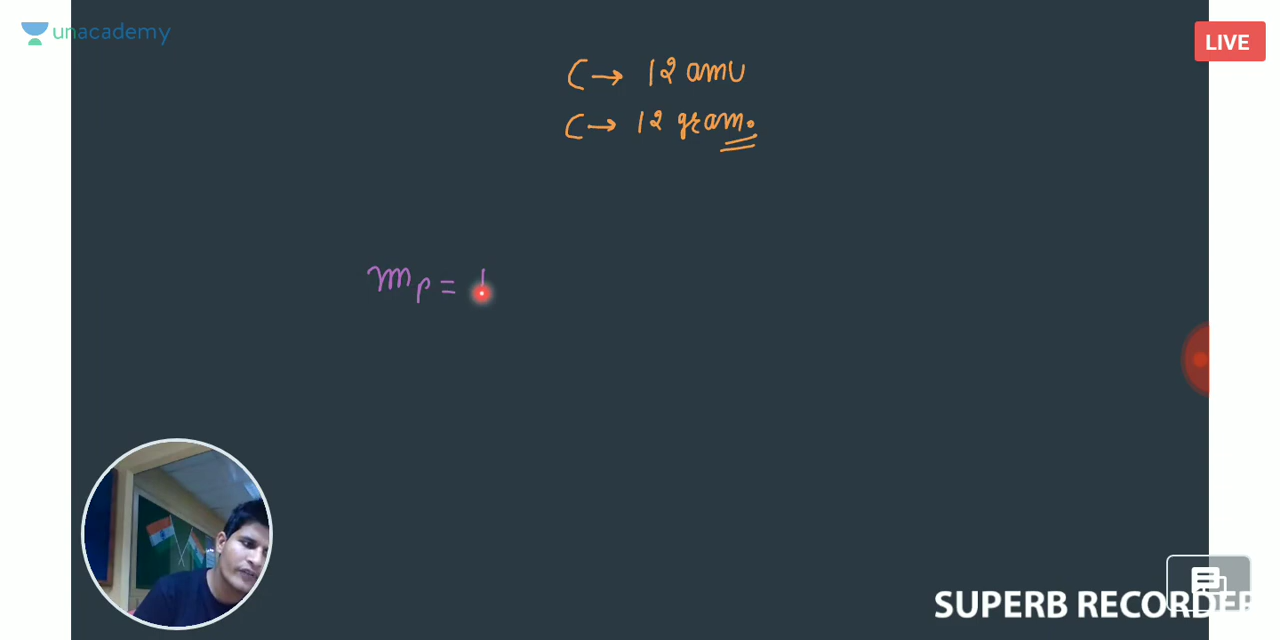 unacademy
LIVE
C → 12 amu
C → 12 gram.
mp = 1
SUPERB RECORDER